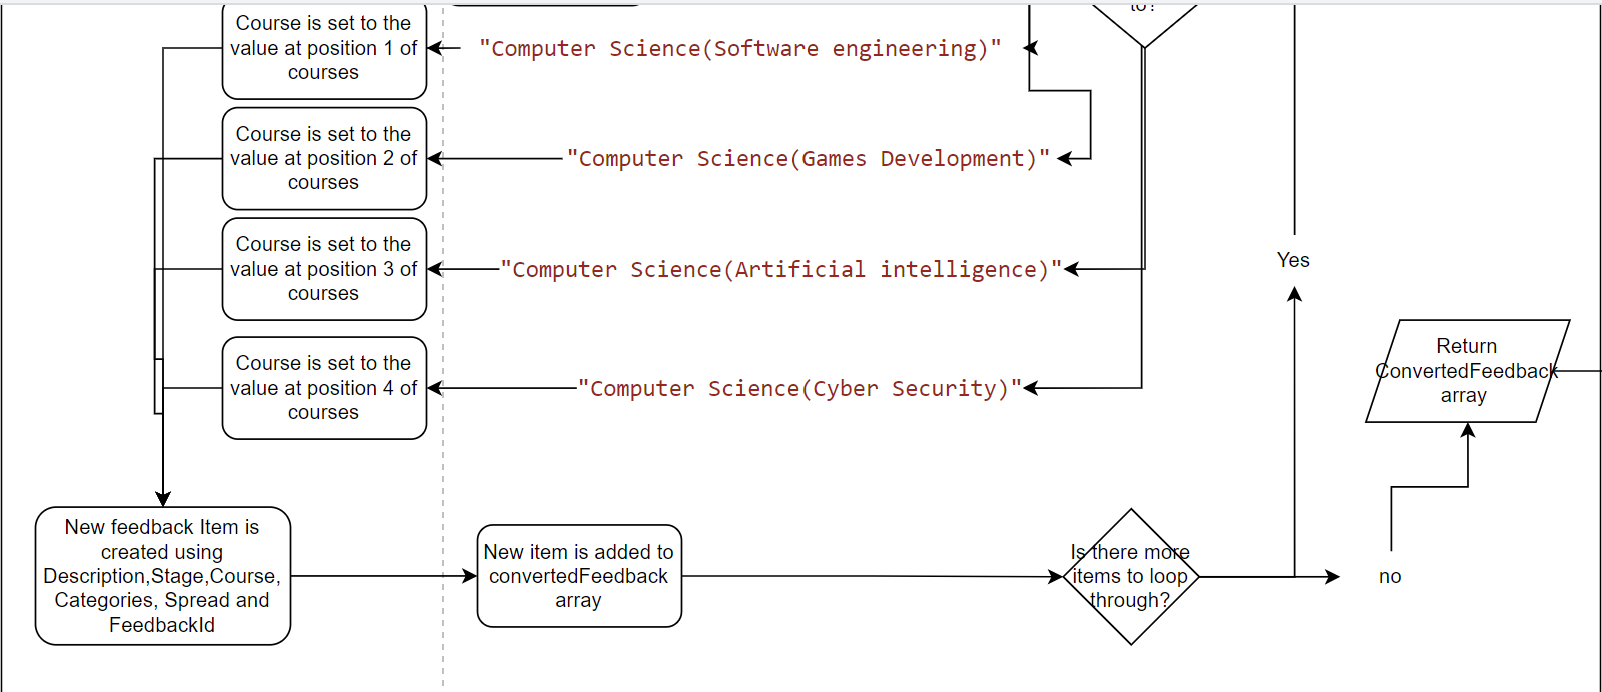 to?
Course is set to the
value at position 1 of
courses
"Computer Science(Software engineering)"
Course is set to the
value at position 2 of
courses
"Computer Science(Games Development)"
Course is set to the
value at position 3 of
courses
"Computer Science(Artificial intelligence)"
Yes
Course is set to the
value at position 4 of
courses
"Computer Science(Cyber Security)"
Return
ConvertedFeedback
array
New feedback Item is
created using
Description,Stage,Course,
Categories, Spread and
FeedbackId
New item is added to
convertedFeedback
array
Is there more
items to loop
through?
no